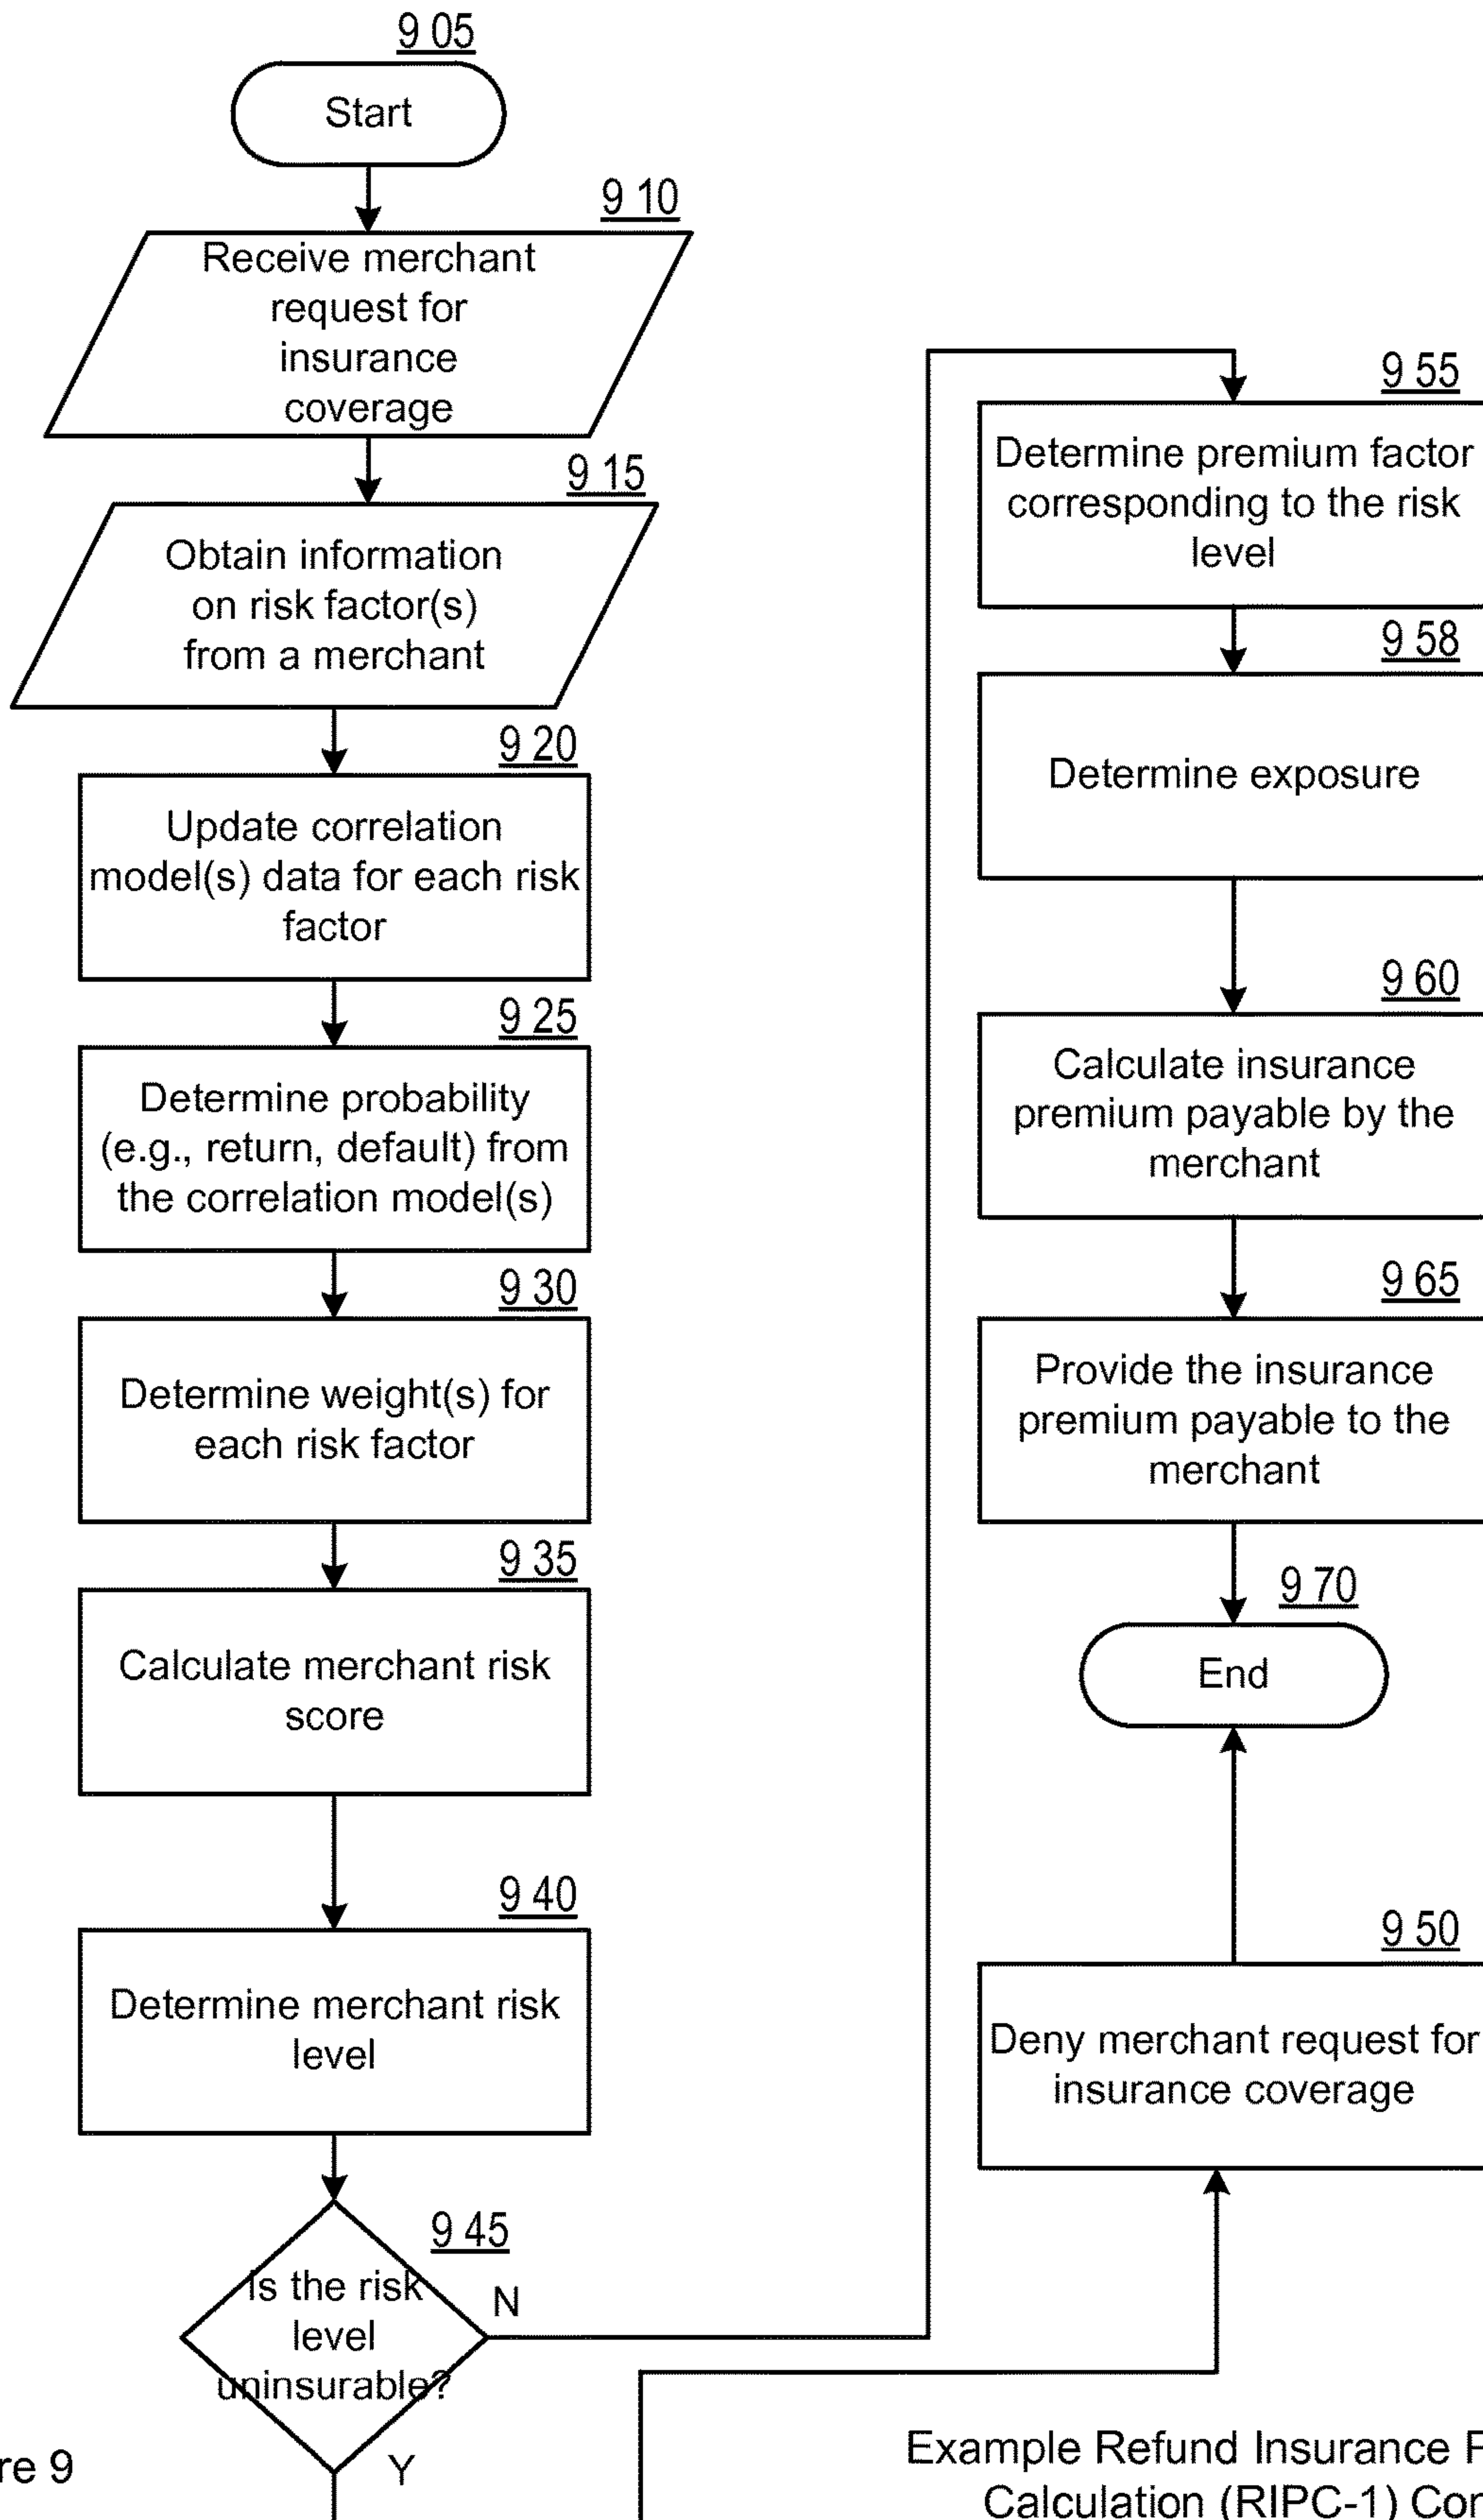 9 05
Start
9 10
Receive merchant
request for
insurance
coverage
9 15
Obtain information
on risk factor(s)
from a merchant
9 20
Update correlation
model(s) data for each risk
factor
9 25
Determine probability
(e.g., return, default) from
the correlation model(s)
9 30
Determine weight(s) for
each risk factor
9 35
Calculate merchant risk
score
9 40
Determine merchant risk
level
9 45
Is the risk
level
uninsurable?
N
Y
9 55
Determine premium factor
corresponding to the risk
level
9 58
Determine exposure
9 60
Calculate insurance
premium payable by the
merchant
9 65
Provide the insurance
premium payable to the
merchant
9 70
End
9 50
Deny merchant request for
insurance coverage
re 9
Example Refund Insurance
Calculation (RIPC-1)